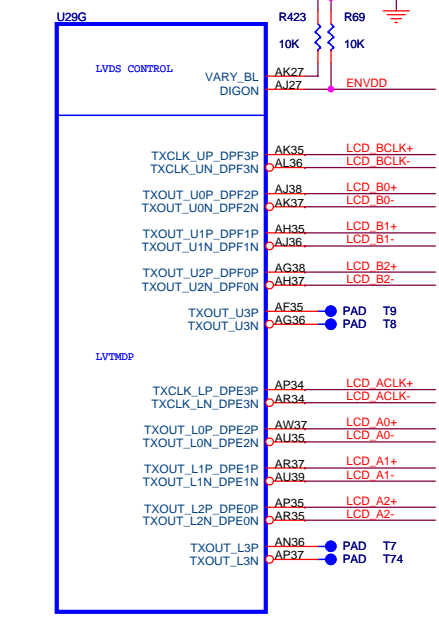 U29G R423 R69
10K 10K
LVDS CONTROL
VARY_BL AK27
DIGON AJ27 ENVDD
TXCLK_UP_DPF3P AK35 LCD_BCLK+
TXCLK_UN_DPF3N AL36 LCD_BCLK-
TXOUT_U0P_DPF2P AJ38 LCD_B0+
TXOUT_U0N_DPF2N AK37 LCD_B0-
TXOUT_U1P_DPF1P AH35 LCD_B1+
TXOUT_U1N_DPF1N AJ36 LCD_B1-
TXOUT_U2P_DPF0P AG38 LCD_B2+
TXOUT_U2N_DPF0N AH37 LCD_B2-
TXOUT_U3P AF35 PAD T9
TXOUT_U3N AG36 PAD T8
LVTMDP
TXCLK_LP_DPE3P AP34 LCD_ACLK+
TXCLK_LN_DPE3N AR34 LCD_ACLK-
TXOUT_L0P_DPE2P AW37 LCD_A0+
TXOUT_L0N_DPE2N AU35 LCD_A0-
TXOUT_L1P_DPE1P AR37 LCD_A1+
TXOUT_L1N_DPE1N AU39 LCD_A1-
TXOUT_L2P_DPE0P AP35 LCD_A2+
TXOUT_L2N_DPE0N AR35 LCD_A2-
TXOUT_L3P AN36 PAD T7
TXOUT_L3N AP37 PAD T74